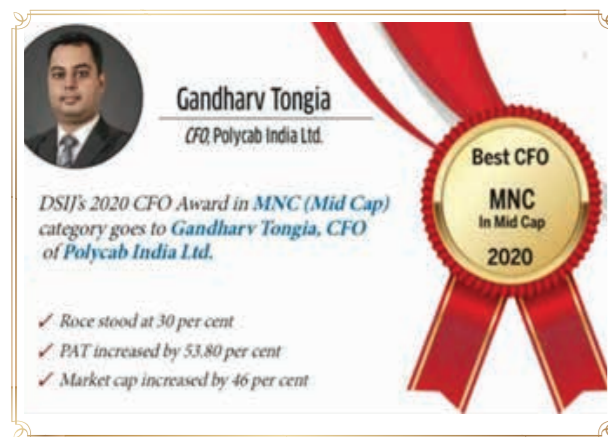 Gandharv Tongia
CFO, Polycab India Ltd.
DSIJ's 2020 CFO Award in MNC (Mid Cap)
category goes to Gandharv Tongia, CFO
of Polycab India Ltd.
✓ Roce stood at 30 per cent
✓ PAT increased by 53.80 per cent
✓ Market cap increased by 46 per cent
Best CFO
MNC
In Mid Cap
2020